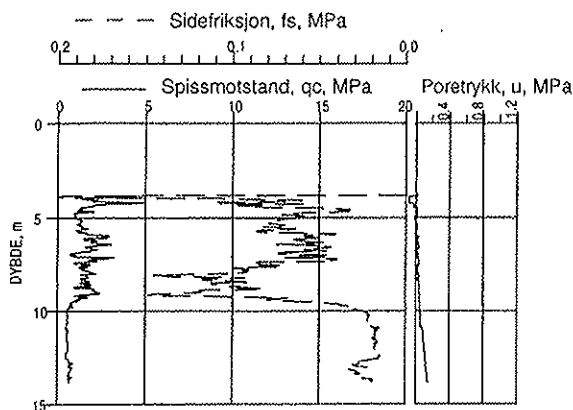 Sidefriksjon, fs, MPa
0,2 0,1 0,0
Spissmotstand, qc, MPa Poretrykk, u, MPa
0 5 10 15 20 0.4 0.8 1.2
0
5
10
15
DYBDE, m